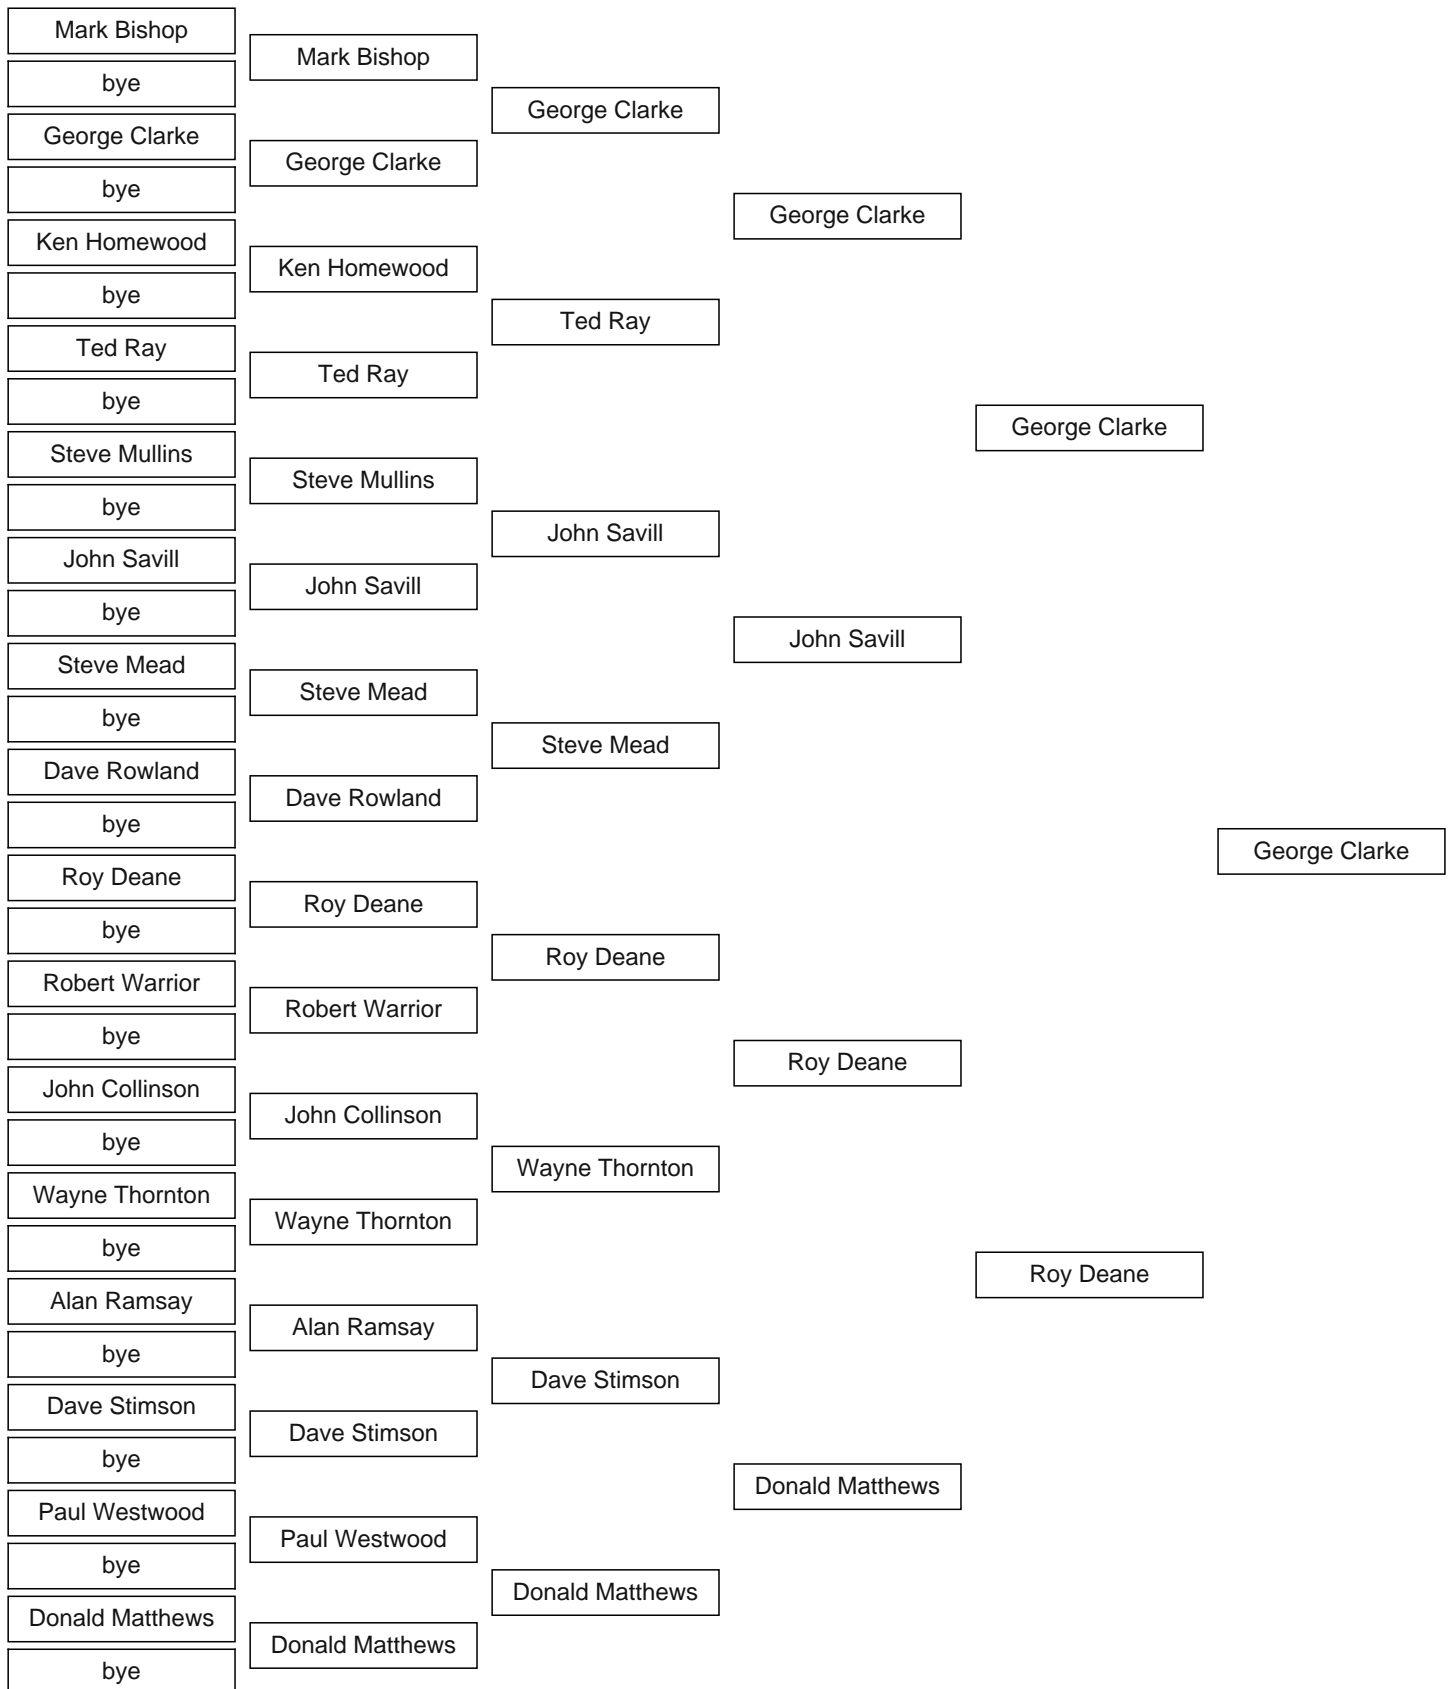 Mark Bishop
bye
George Clarke
bye
Ken Homewood
bye
Ted Ray
bye
Steve Mullins
bye
John Savill
bye
Steve Mead
bye
Dave Rowland
bye
Roy Deane
bye
Robert Warrior
bye
John Collinson
bye
Wayne Thornton
bye
Alan Ramsay
bye
Dave Stimson
bye
Paul Westwood
bye
Donald Matthews
bye
Mark Bishop
George Clarke
Ken Homewood
Ted Ray
Steve Mullins
John Savill
Steve Mead
Dave Rowland
Roy Deane
Robert Warrior
John Collinson
Wayne Thornton
Alan Ramsay
Dave Stimson
Paul Westwood
Donald Matthews
George Clarke
Ted Ray
John Savill
Steve Mead
Roy Deane
Wayne Thornton
Dave Stimson
Donald Matthews
George Clarke
John Savill
Roy Deane
Donald Matthews
George Clarke
Roy Deane
George Clarke